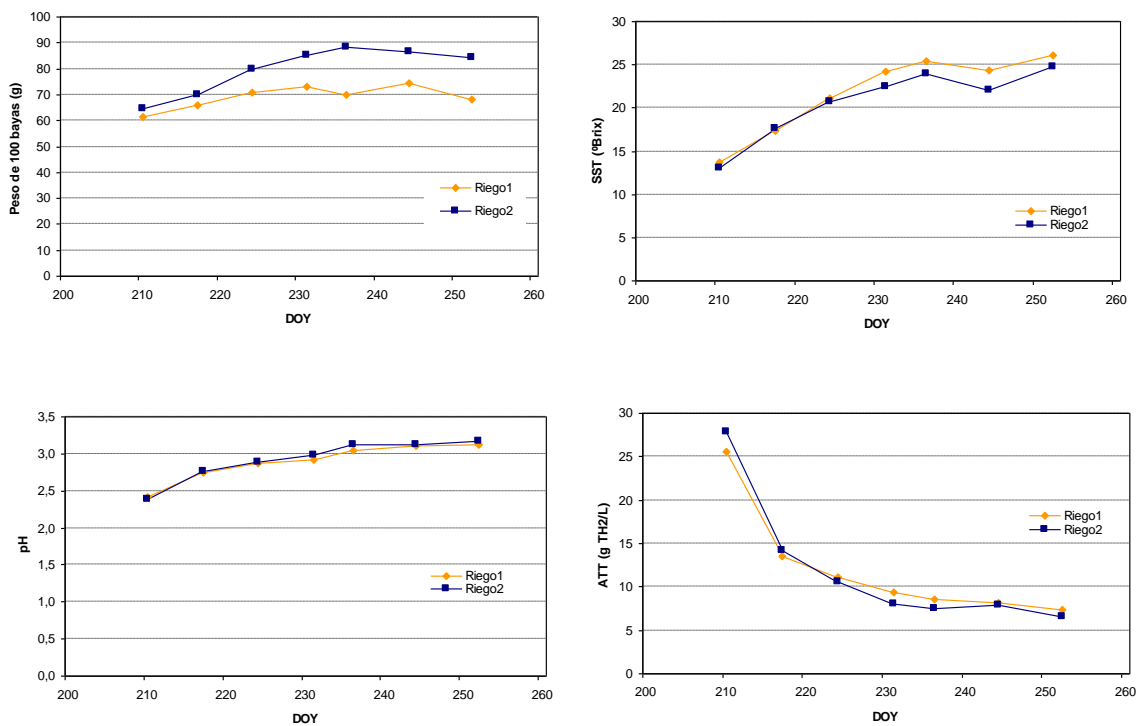 Peso de 100 bayas (g)
100
90
80
70
60
50
40
30
20
10
0
200 210 220 230 240 250 260
DOY
Riego1
Riego2
SST (ºBrix)
30
25
20
15
10
5
0
200 210 220 230 240 250 260
DOY
Riego1
Riego2
pH
3,5
3,0
2,5
2,0
1,5
1,0
0,5
0,0
200 210 220 230 240 250 260
DOY
Riego1
Riego2
ATT (g TH2/L)
30
25
20
15
10
5
0
200 210 220 230 240 250 260
DOY
Riego1
Riego2